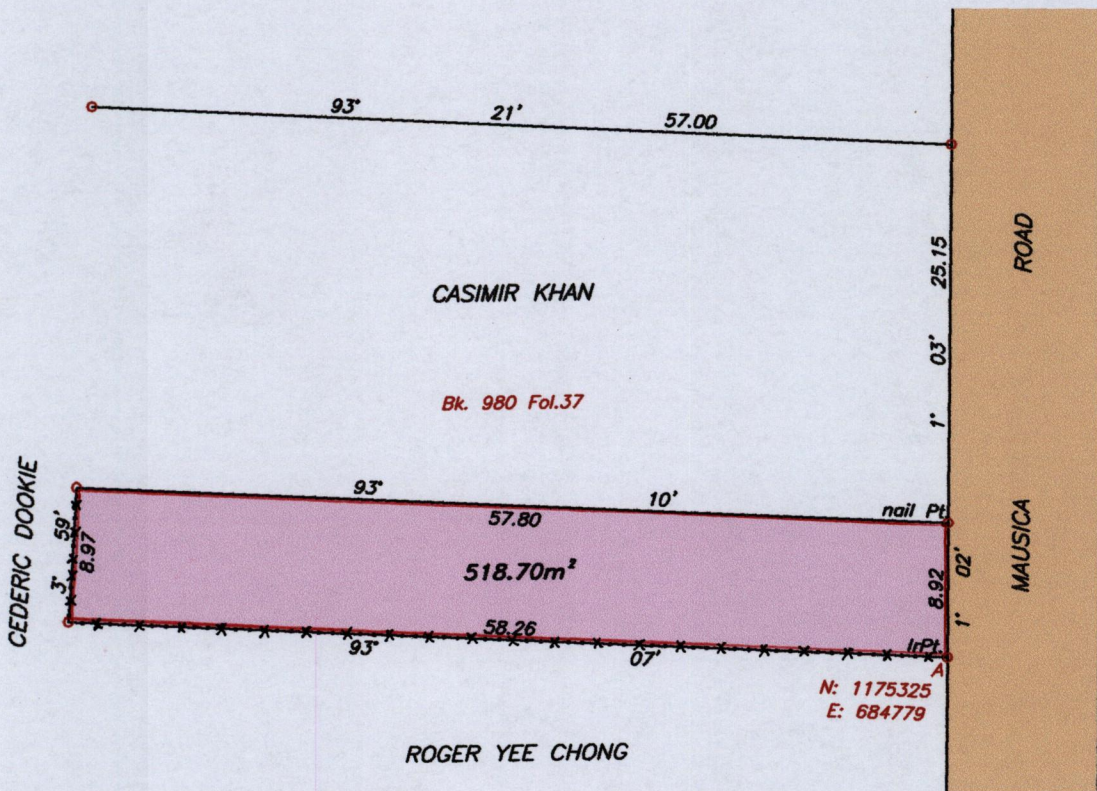 93° 21' 57.00
ROAD
25.15
CASIMIR KHAN
03'
1°
Bk. 980 Fol.37
CEDERIC DOOKIE
93° 10'
57.80
nail Pt.
MAUSICA
3° 59'
8.97
518.70m²
8.92
1° 02'
58.26
93° 07'
IrPt.
A
N: 1175325
E: 684779
ROGER YEE CHONG